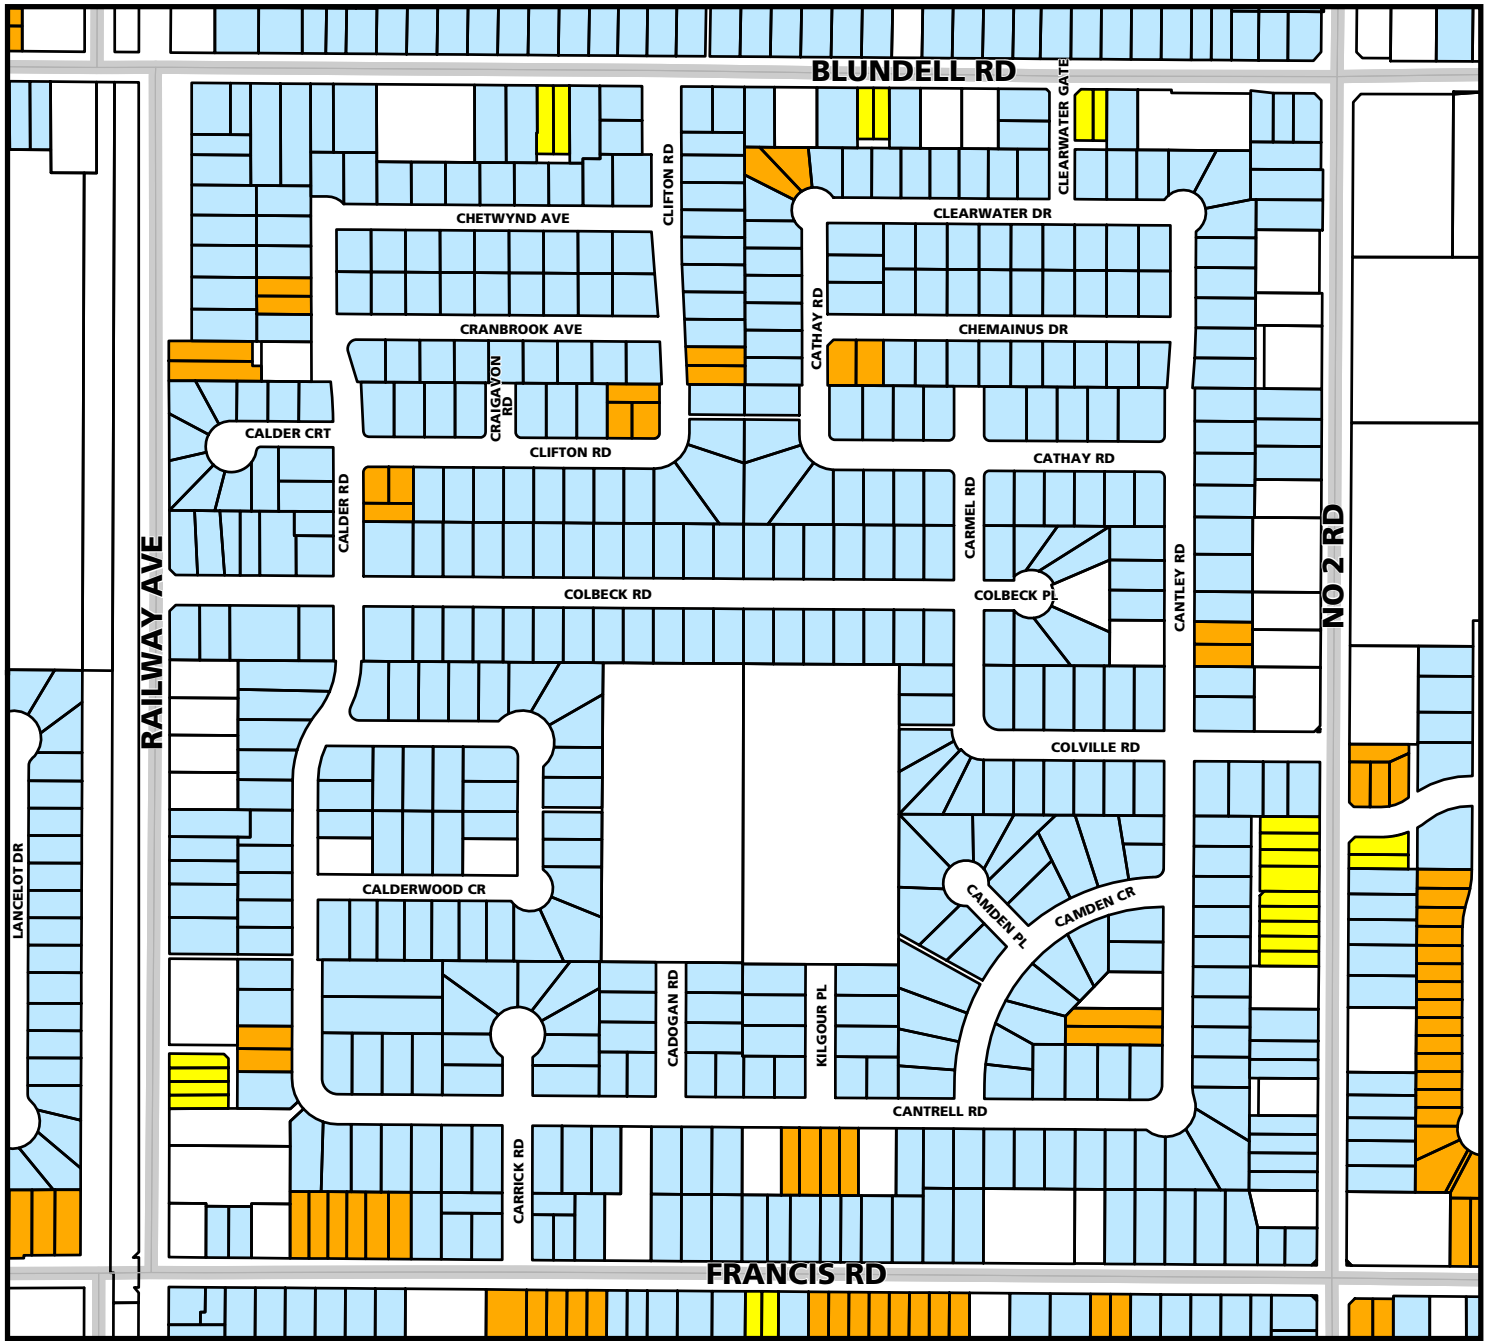 BLUNDELL RD
CLEARWATER GATE
CLIFTON RD
CHETWYND AVE
CLEARWATER DR
CATHAY RD
CRANBROOK AVE
CHEMAINUS DR
CRAIGAVON
RD
CALDER CRT
CLIFTON RD
CATHAY RD
CALDER RD
CARMEL RD
NO 2 RD
RAILWAY AVE
CANTLEY RD
COLBECK RD
COLBECK PL
COLVILLE RD
LANCELOT DR
CALDERWOOD CR
CAMDEN PL
CAMDEN CR
CADOGAN RD
KILGOUR PL
CANTRELL RD
CARRICK RD
FRANCIS RD